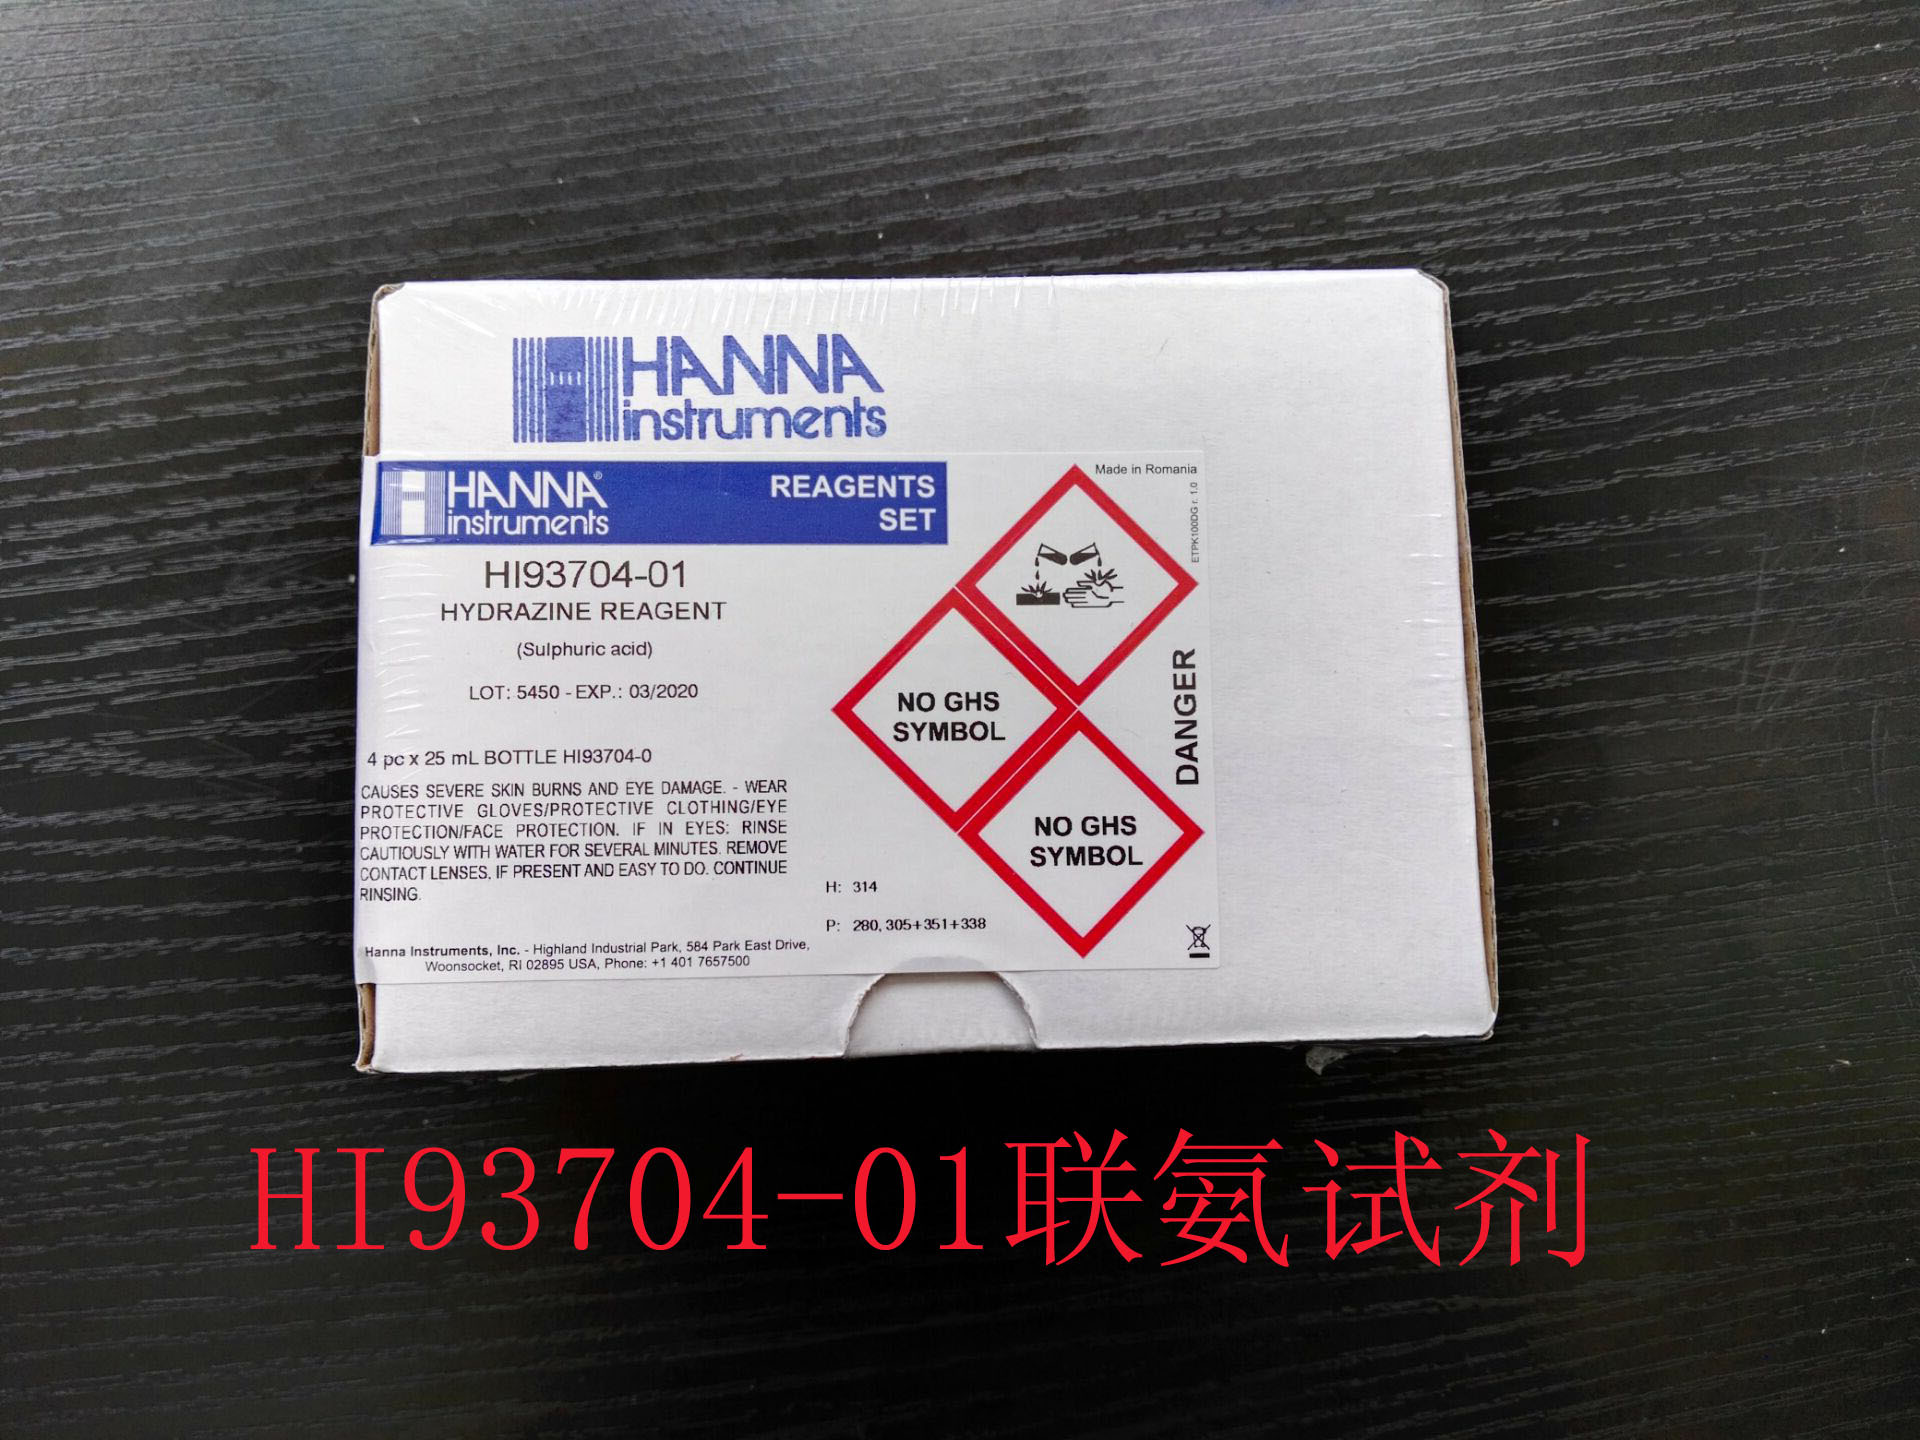 HANNA
instruments
HANNA®
instruments
REAGENTS
SET
Made in Romania
ETPK100DG r. 1.0
HI93704-01
HYDRAZINE REAGENT
(Sulphuric acid)
LOT: 5450 - EXP.: 03/2020
4 pc x 25 mL BOTTLE HI93704-0
CAUSES SEVERE SKIN BURNS AND EYE DAMAGE. - WEAR
PROTECTIVE GLOVES/PROTECTIVE CLOTHING/EYE
PROTECTION/FACE PROTECTION. IF IN EYES: RINSE
CAUTIOUSLY WITH WATER FOR SEVERAL MINUTES. REMOVE
CONTACT LENSES, IF PRESENT AND EASY TO DO. CONTINUE
RINSING.
NO GHS
SYMBOL
NO GHS
SYMBOL
DANGER
H: 314
P: 280, 305+351+338
Hanna Instruments, Inc. - Highland Industrial Park, 584 Park East Drive,
Woonsocket, RI 02895 USA, Phone: +1 401 7657500
HI93704-01联氨试剂